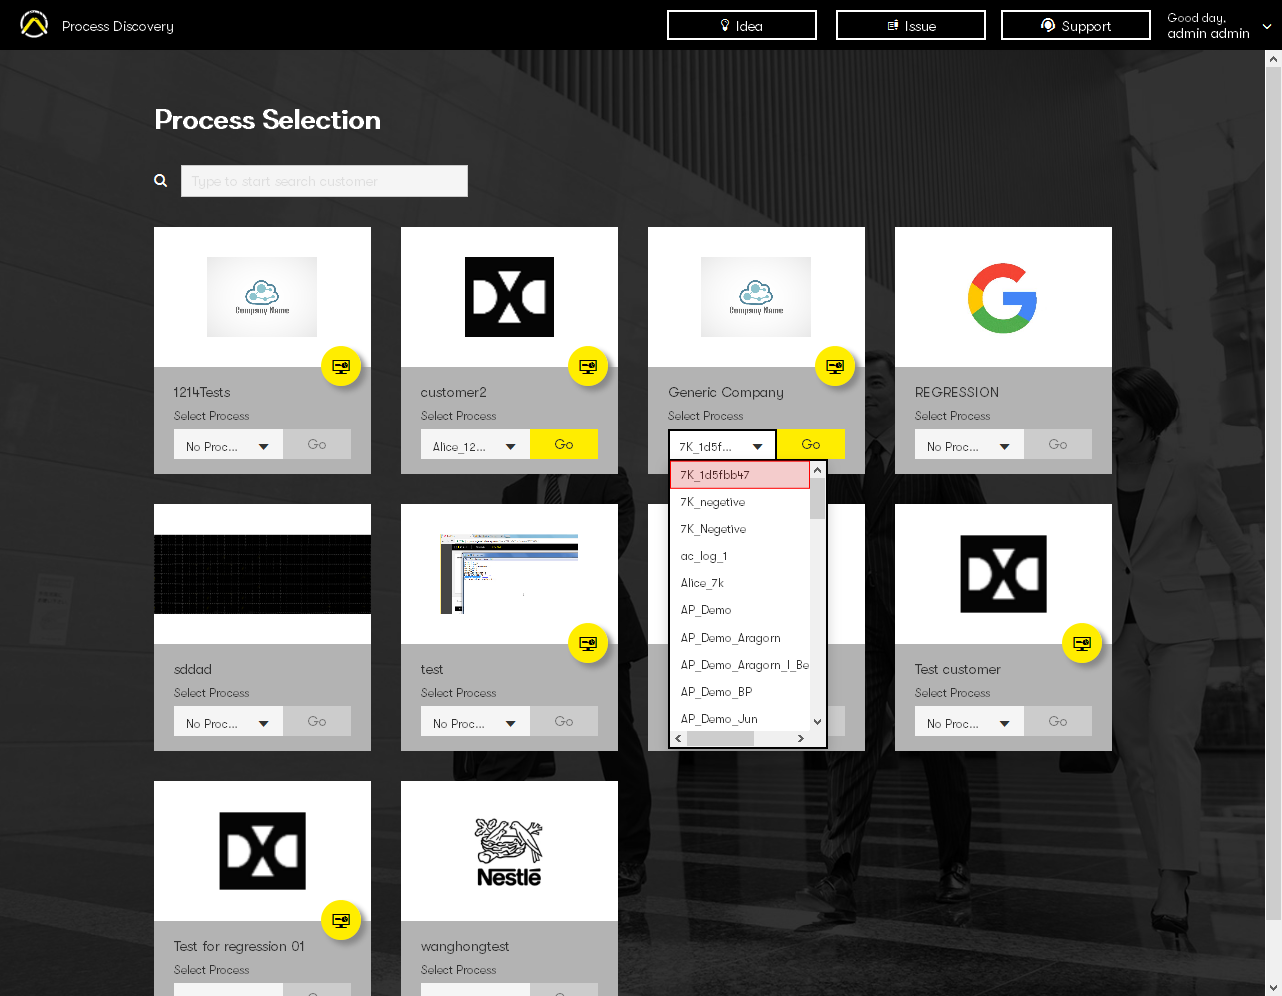 Process Discovery
Idea
Issue
Support
Good day,
admin admin
Process Selection
Type to start search customer
Company Name
Company Name
1214Tests
Select Process
No Proc...
Go
customer2
Select Process
Alice_12...
Go
Generic Company
Select Process
7K_1d5f...
Go
REGRESSION
Select Process
No Proc...
Go
7K_1d5fbb47
7K_negetive
7K_Negetive
ac_log_1
Alice_7k
AP_Demo
AP_Demo_Aragorn
AP_Demo_Aragorn_I_Be
AP_Demo_BP
AP_Demo_Jun
sddad
Select Process
No Proc...
Go
test
Select Process
No Proc...
Go
Test customer
Select Process
No Proc...
Go
Nestlé
Test for regression 01
Select Process
wanghongtest
Select Process